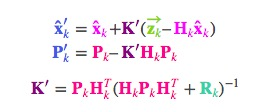 x̂′ₖ = x̂ₖ + K′(z⃗ₖ − Hₖx̂ₖ)
P′ₖ = Pₖ − K′HₖPₖ
K′ = PₖHₖᵀ(HₖPₖHₖᵀ + Rₖ)⁻¹